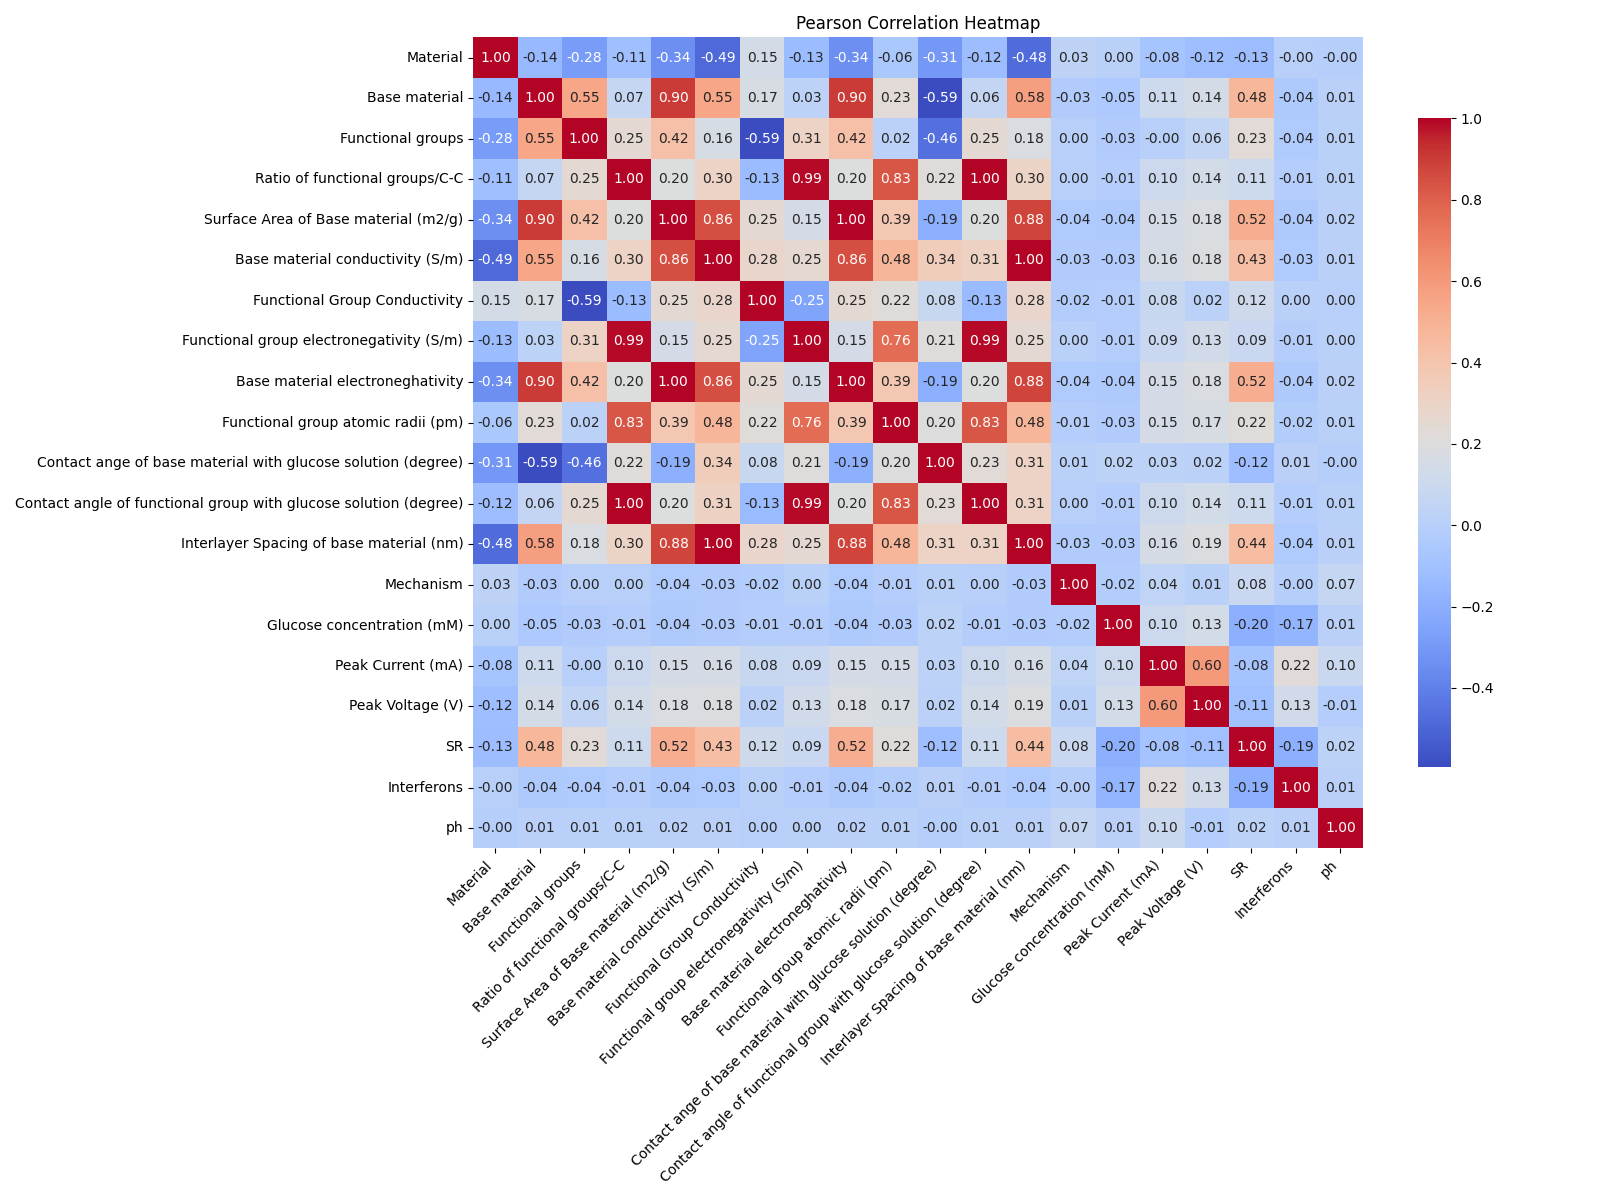 Pearson Correlation Heatmap
Material 1.00 -0.14 -0.28 -0.11 -0.34 -0.49 0.15 -0.13 -0.34 -0.06 -0.31 -0.12 -0.48 0.03 0.00 -0.08 -0.12 -0.13 -0.00 -0.00
Base material -0.14 1.00 0.55 0.07 0.90 0.55 0.17 0.03 0.90 0.23 -0.59 0.06 0.58 -0.03 -0.05 0.11 0.14 0.48 -0.04 0.01
Functional groups -0.28 0.55 1.00 0.25 0.42 0.16 -0.59 0.31 0.42 0.02 -0.46 0.25 0.18 0.00 -0.03 -0.00 0.06 0.23 -0.04 0.01
Ratio of functional groups/C-C -0.11 0.07 0.25 1.00 0.20 0.30 -0.13 0.99 0.20 0.83 0.22 1.00 0.30 0.00 -0.01 0.10 0.14 0.11 -0.01 0.01
Surface Area of Base material (m2/g) -0.34 0.90 0.42 0.20 1.00 0.86 0.25 0.15 1.00 0.39 -0.19 0.20 0.88 -0.04 -0.04 0.15 0.18 0.52 -0.04 0.02
Base material conductivity (S/m) -0.49 0.55 0.16 0.30 0.86 1.00 0.28 0.25 0.86 0.48 0.34 0.31 1.00 -0.03 -0.03 0.16 0.18 0.43 -0.03 0.01
Functional Group Conductivity 0.15 0.17 -0.59 -0.13 0.25 0.28 1.00 -0.25 0.25 0.22 0.08 -0.13 0.28 -0.02 -0.01 0.08 0.02 0.12 0.00 0.00
Functional group electronegativity (S/m) -0.13 0.03 0.31 0.99 0.15 0.25 -0.25 1.00 0.15 0.76 0.21 0.99 0.25 0.00 -0.01 0.09 0.13 0.09 -0.01 0.00
Base material electroneghativity -0.34 0.90 0.42 0.20 1.00 0.86 0.25 0.15 1.00 0.39 -0.19 0.20 0.88 -0.04 -0.04 0.15 0.18 0.52 -0.04 0.02
Functional group atomic radii (pm) -0.06 0.23 0.02 0.83 0.39 0.48 0.22 0.76 0.39 1.00 0.20 0.83 0.48 -0.01 -0.03 0.15 0.17 0.22 -0.02 0.01
Contact ange of base material with glucose solution (degree) -0.31 -0.59 -0.46 0.22 -0.19 0.34 0.08 0.21 -0.19 0.20 1.00 0.23 0.31 0.01 0.02 0.03 0.02 -0.12 0.01 -0.00
Contact angle of functional group with glucose solution (degree) -0.12 0.06 0.25 1.00 0.20 0.31 -0.13 0.99 0.20 0.83 0.23 1.00 0.31 0.00 -0.01 0.10 0.14 0.11 -0.01 0.01
Interlayer Spacing of base material (nm) -0.48 0.58 0.18 0.30 0.88 1.00 0.28 0.25 0.88 0.48 0.31 0.31 1.00 -0.03 -0.03 0.16 0.19 0.44 -0.04 0.01
Mechanism 0.03 -0.03 0.00 0.00 -0.04 -0.03 -0.02 0.00 -0.04 -0.01 0.01 0.00 -0.03 1.00 -0.02 0.04 0.01 0.08 -0.00 0.07
Glucose concentration (mM) 0.00 -0.05 -0.03 -0.01 -0.04 -0.03 -0.01 -0.01 -0.04 -0.03 0.02 -0.01 -0.03 -0.02 1.00 0.10 0.13 -0.20 -0.17 0.01
Peak Current (mA) -0.08 0.11 -0.00 0.10 0.15 0.16 0.08 0.09 0.15 0.15 0.03 0.10 0.16 0.04 0.10 1.00 0.60 -0.08 0.22 0.10
Peak Voltage (V) -0.12 0.14 0.06 0.14 0.18 0.18 0.02 0.13 0.18 0.17 0.02 0.14 0.19 0.01 0.13 0.60 1.00 -0.11 0.13 -0.01
SR -0.13 0.48 0.23 0.11 0.52 0.43 0.12 0.09 0.52 0.22 -0.12 0.11 0.44 0.08 -0.20 -0.08 -0.11 1.00 -0.19 0.02
Interferons -0.00 -0.04 -0.04 -0.01 -0.04 -0.03 0.00 -0.01 -0.04 -0.02 0.01 -0.01 -0.04 -0.00 -0.17 0.22 0.13 -0.19 1.00 0.01
ph -0.00 0.01 0.01 0.01 0.02 0.01 0.00 0.00 0.02 0.01 -0.00 0.01 0.01 0.07 0.01 0.10 -0.01 0.02 0.01 1.00
Material
Base material
Functional groups
Ratio of functional groups/C-C
Surface Area of Base material (m2/g)
Base material conductivity (S/m)
Functional Group Conductivity
Functional group electronegativity (S/m)
Base material electroneghativity
Functional group atomic radii (pm)
Contact ange of base material with glucose solution (degree)
Contact angle of functional group with glucose solution (degree)
Interlayer Spacing of base material (nm)
Mechanism
Glucose concentration (mM)
Peak Current (mA)
Peak Voltage (V)
SR
Interferons
ph
1.0
0.8
0.6
0.4
0.2
0.0
−0.2
−0.4